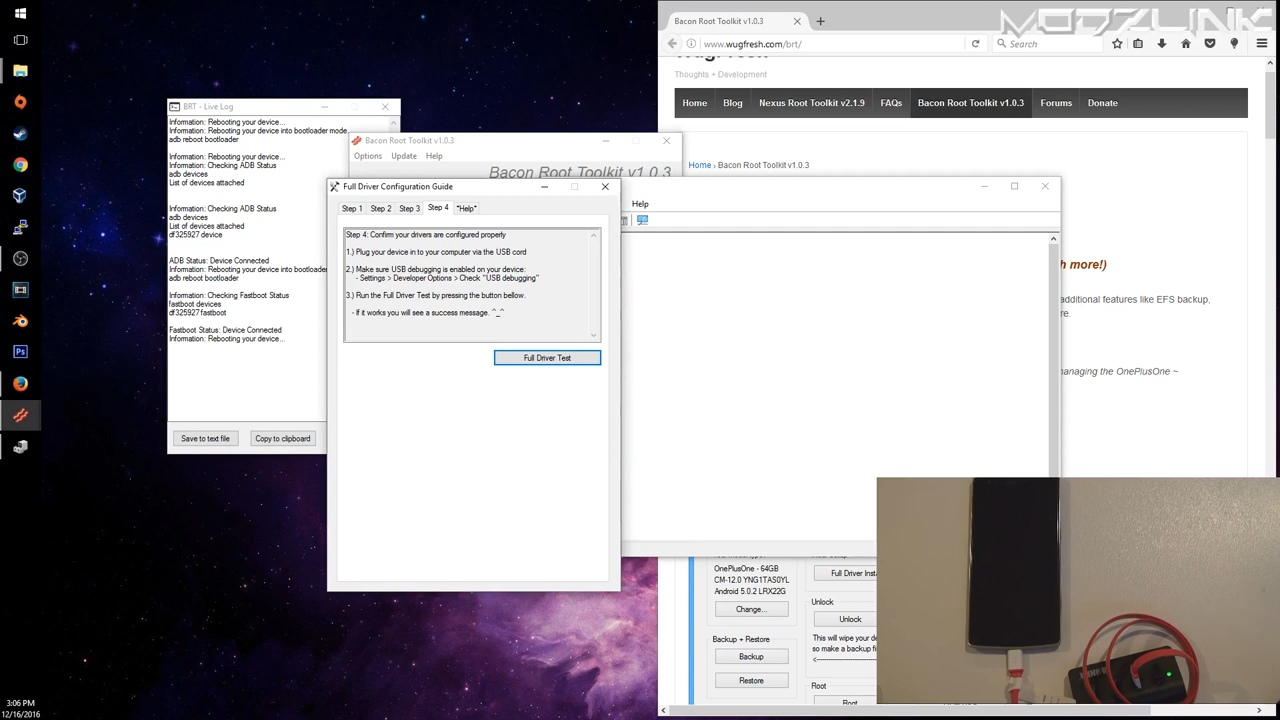 Bacon Root Toolkit v1.0.3
MODZLINK
www.wugfresh.com/brt/
Search
Thoughts + Development
Home
Blog
Nexus Root Toolkit v2.1.9
FAQs
Bacon Root Toolkit v1.0.3
Forums
Donate
Home › Bacon Root Toolkit v1.0.3
BRT - Live Log
Information: Rebooting your device...
Information: Rebooting your device into bootloader mode.
adb reboot bootloader
Information: Rebooting your device...
Information: Checking ADB Status
adb devices
List of devices attached
Information: Checking ADB Status
adb devices
List of devices attached
df325927 device
ADB Status: Device Connected
Information: Rebooting your device into bootloader
adb reboot bootloader
Information: Checking Fastboot Status
fastboot devices
df325927 fastboot
Fastboot Status: Device Connected
Information: Rebooting your device...
Save to text file
Copy to clipboard
Bacon Root Toolkit v1.0.3
Options
Update
Help
Bacon Root Toolkit v1.0.3
Full Driver Configuration Guide
Step 1
Step 2
Step 3
Step 4
*Help*
Step 4: Confirm your drivers are configured properly
1.) Plug your device in to your computer via the USB cord
2.) Make sure USB debugging is enabled on your device:
- Settings > Developer Options > Check "USB debugging"
3.) Run the Full Driver Test by pressing the button bellow.
- If it works you will see a success message. ^_^
Full Driver Test
Help
h more!)
additional features like EFS backup,
re.
managing the OnePlusOne ~
OnePlusOne - 64GB
CM-12.0 YNG1TAS0YL
Android 5.0.2 LRX22G
Change...
Backup + Restore
Backup
Restore
Full Driver Insta
Unlock
Unlock
This will wipe your de
so make a backup fi
<--------
Root
Root
3:06 PM
12/16/2016